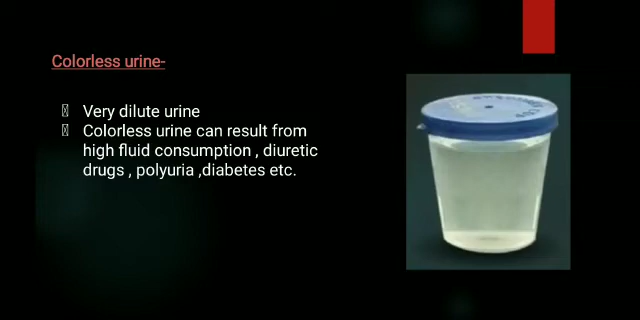 Colorless urine-
Very dilute urine
Colorless urine can result from
high fluid consumption , diuretic
drugs , polyuria ,diabetes etc.